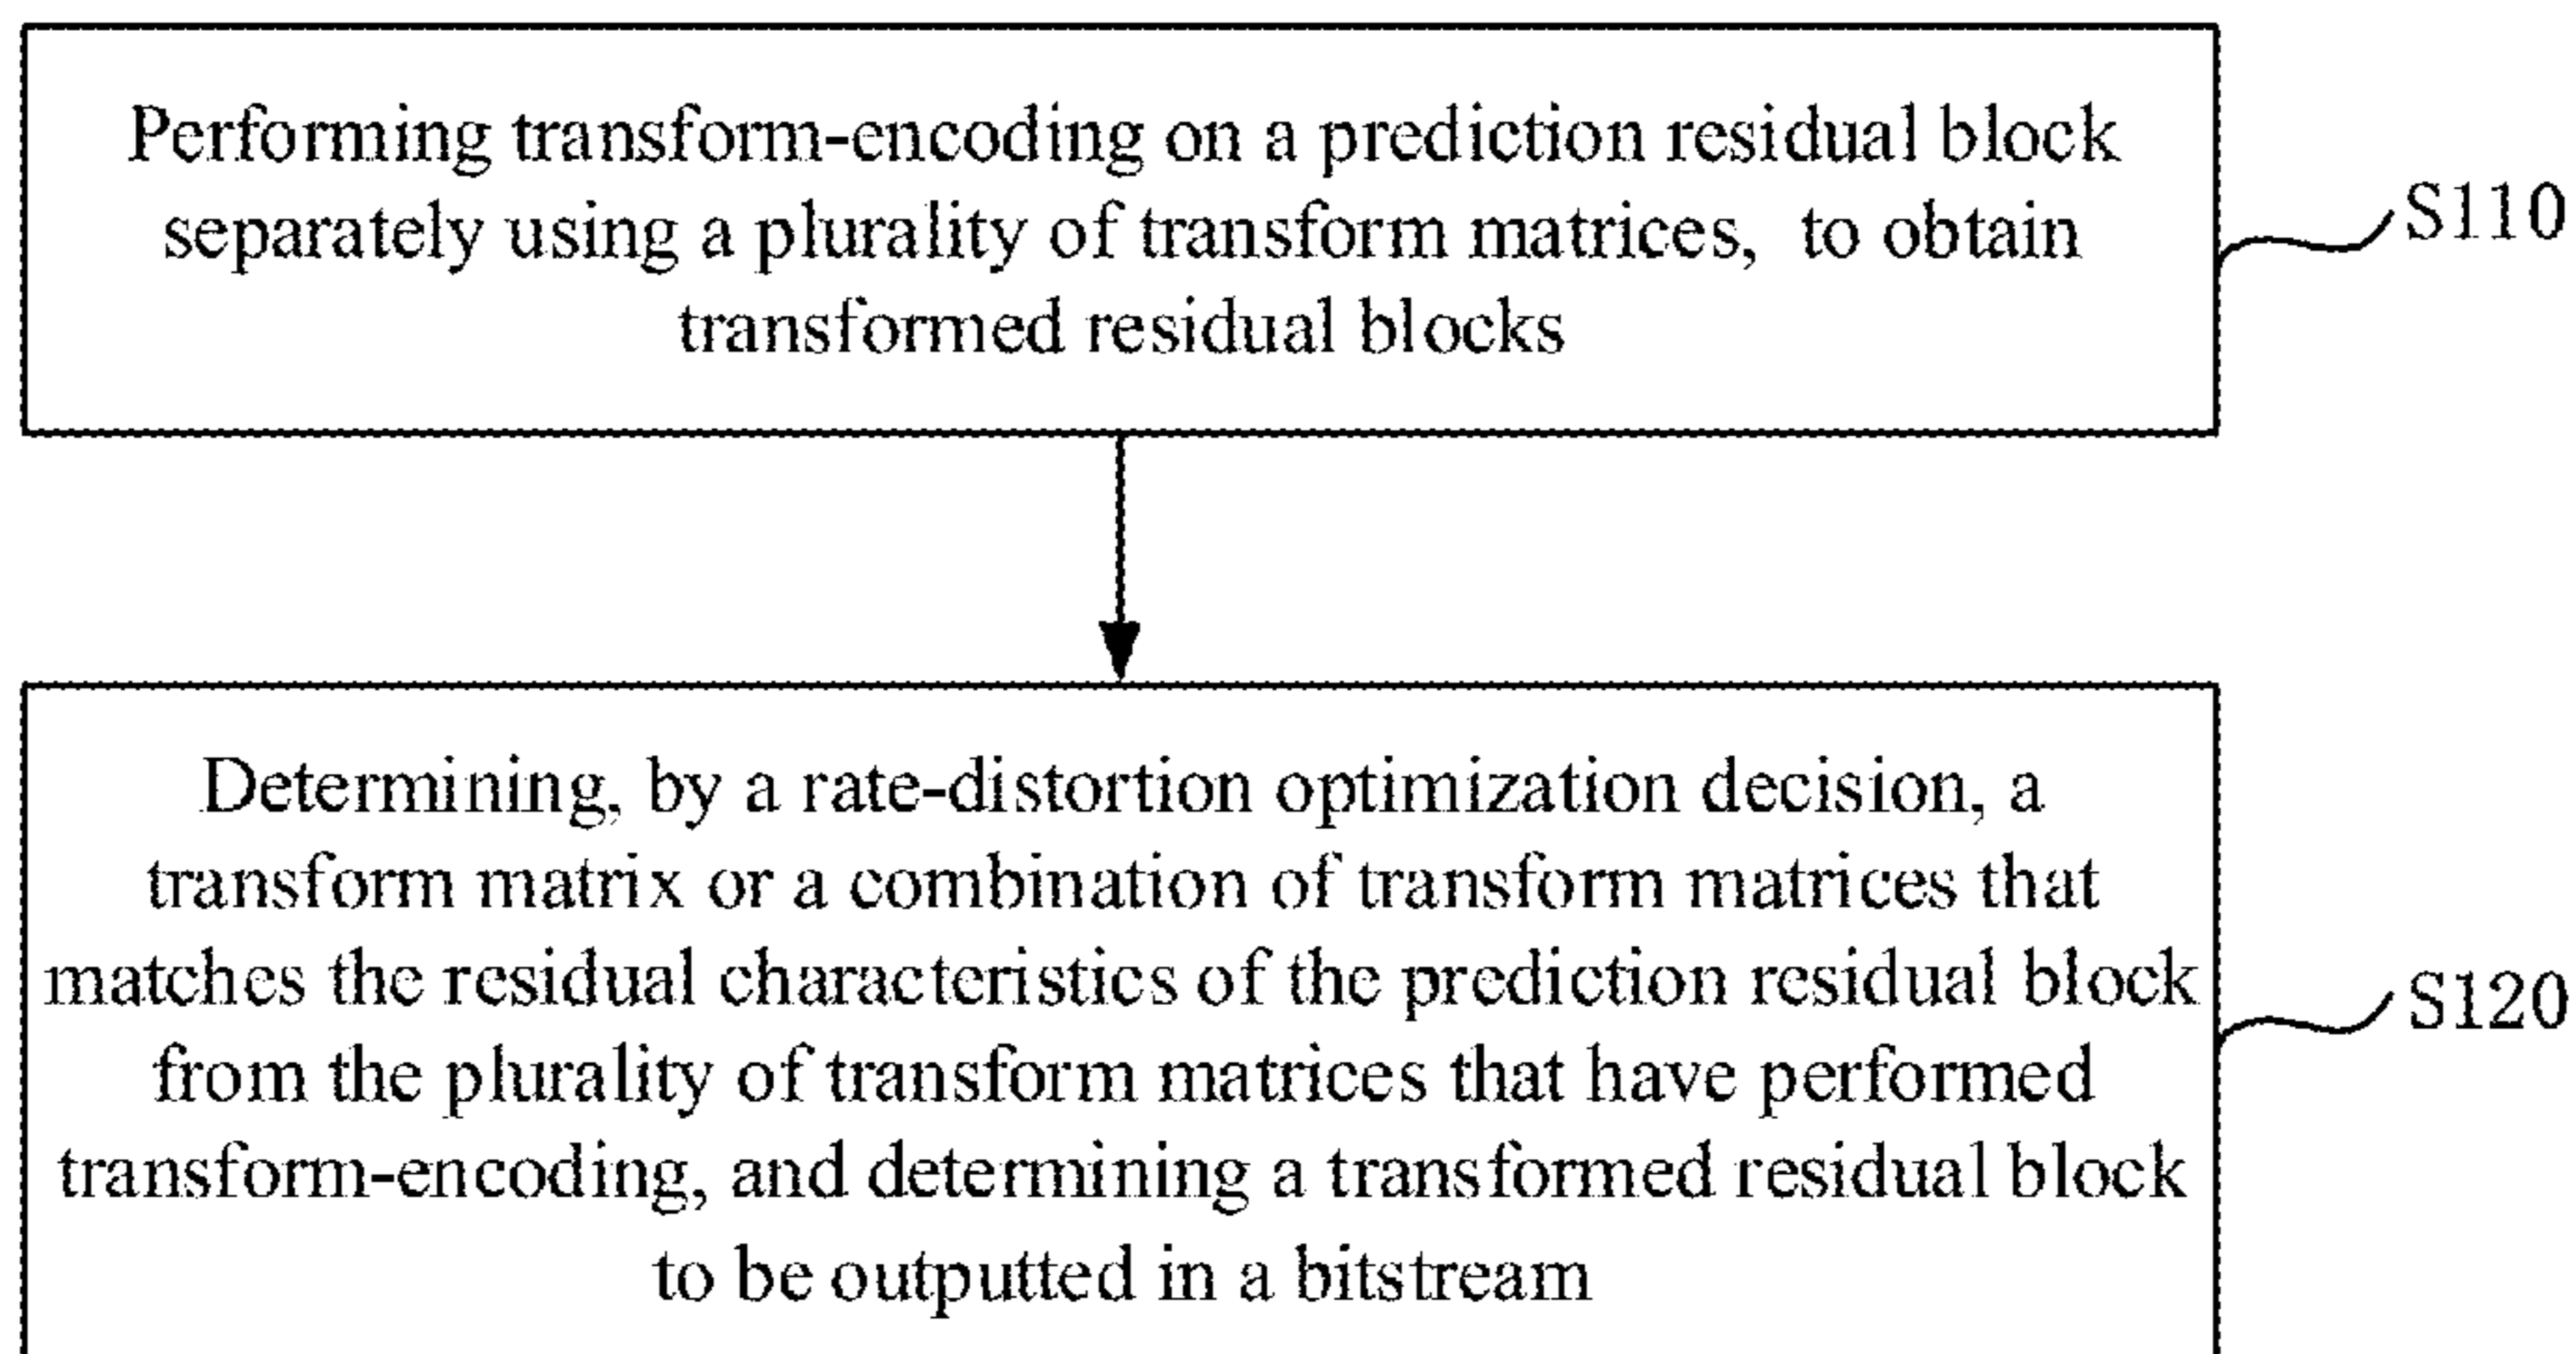 Performing transform-encoding on a prediction residual block
separately using a plurality of transform matrices, to obtain
transformed residual blocks
S110
Determining, by a rate-distortion optimization decision, a
transform matrix or a combination of transform matrices that
matches the residual characteristics of the prediction residual block
from the plurality of transform matrices that have performed
transform-encoding, and determining a transformed residual block
to be outputted in a bitstream
S120